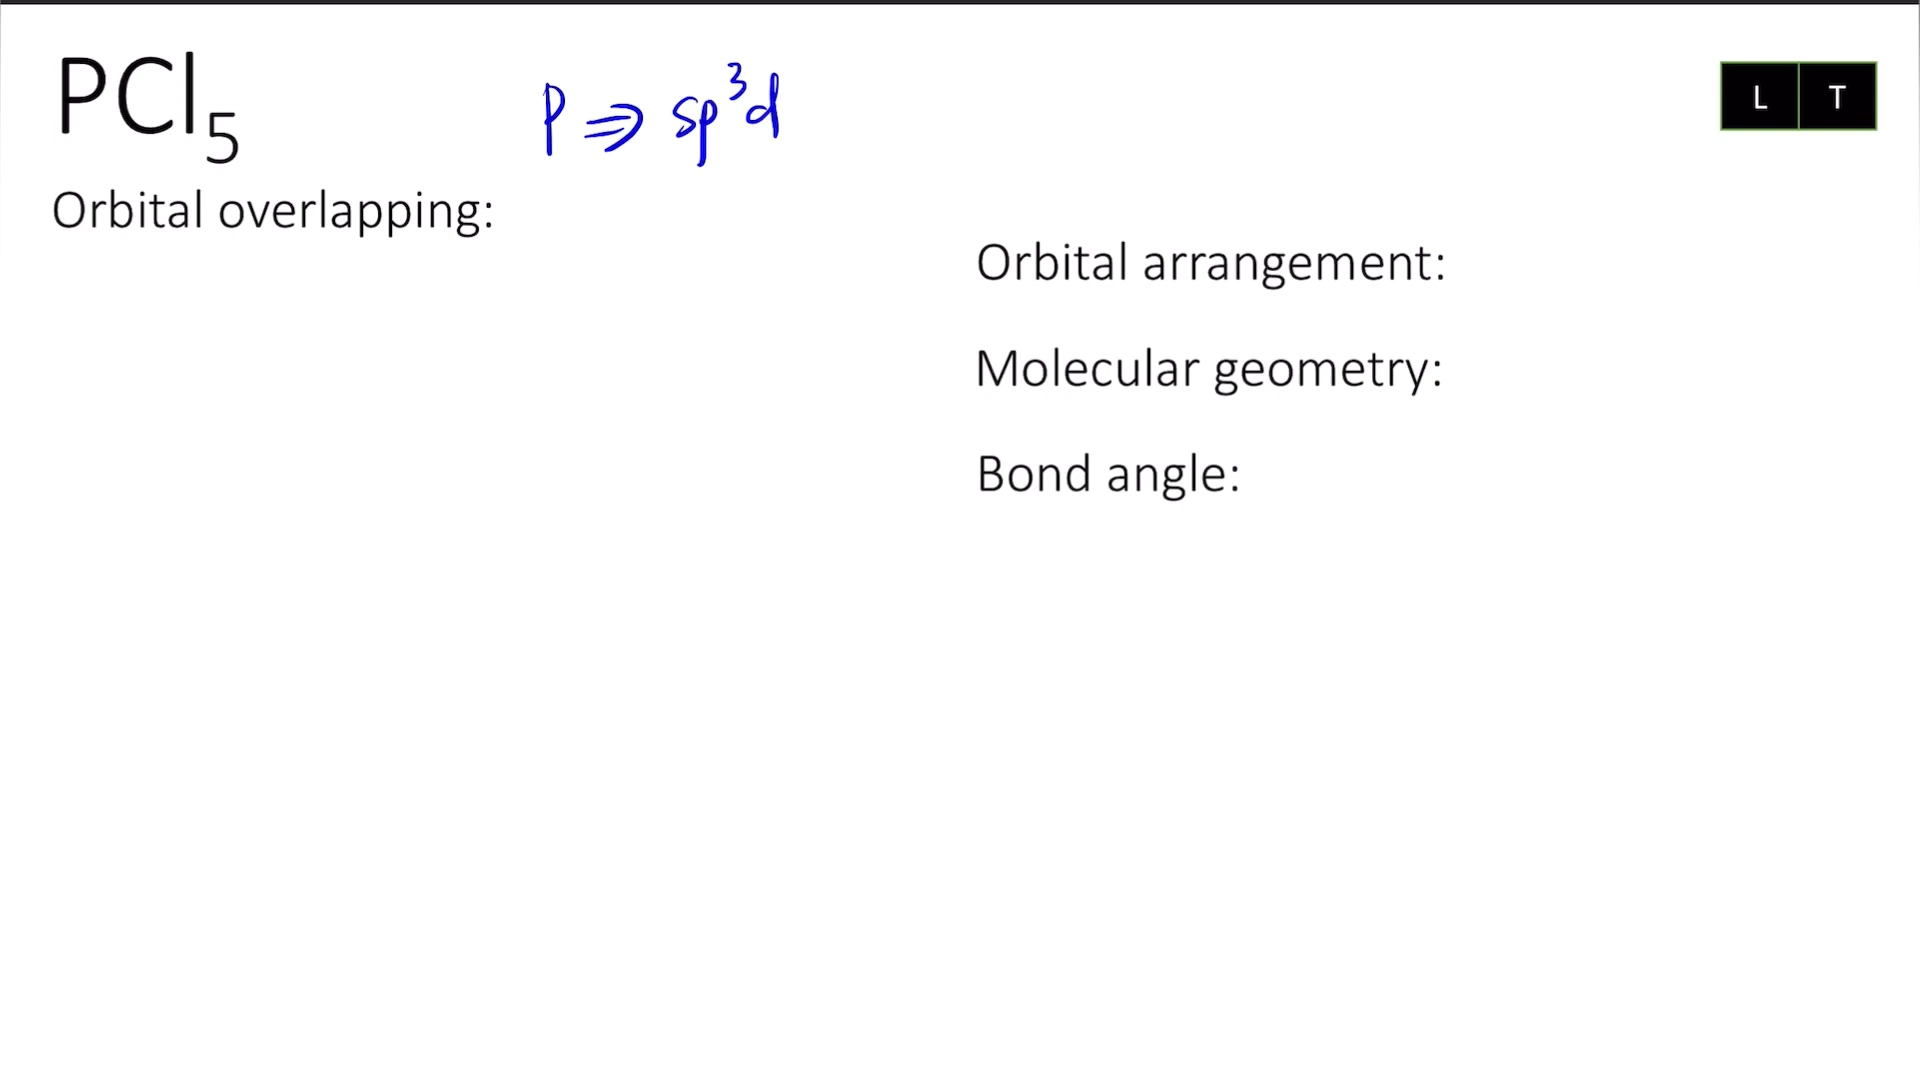 PCl₅
P ⇒ sp³d
L T
Orbital overlapping:
Orbital arrangement:
Molecular geometry:
Bond angle: